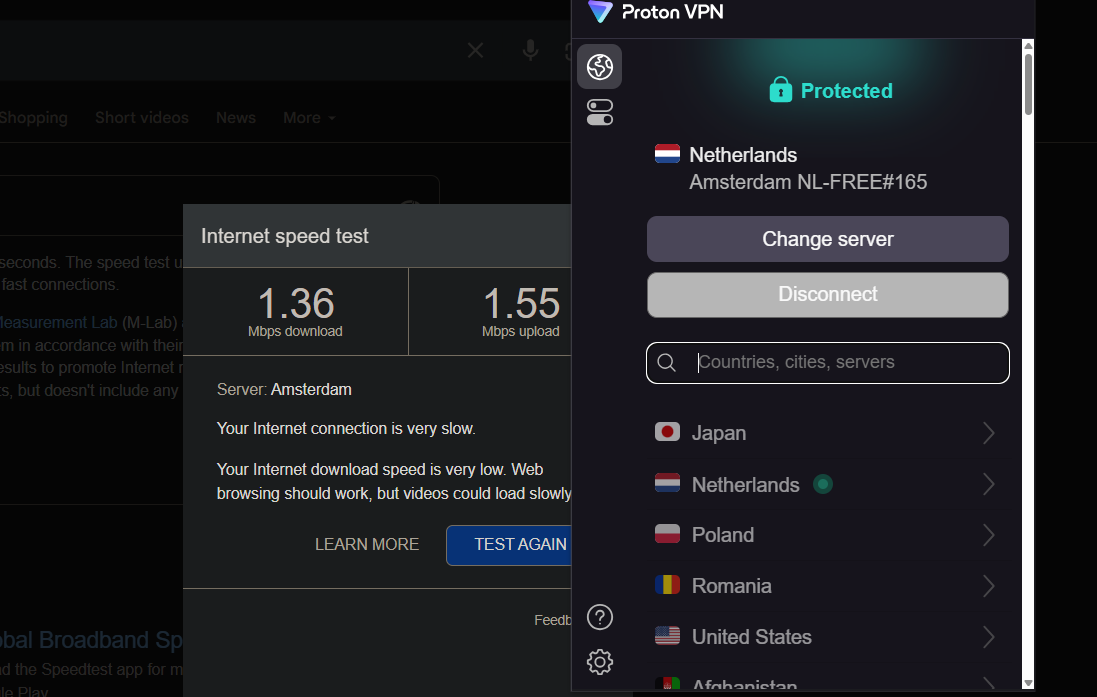 Proton VPN
Shopping
Short videos
News
More
Protected
Netherlands
Amsterdam NL-FREE#165
Change server
Disconnect
Countries, cities, servers
Japan
Netherlands
Poland
Romania
United States
Afghanistan
Internet speed test
1.36
Mbps download
1.55
Mbps upload
Server: Amsterdam
Your Internet connection is very slow.
Your Internet download speed is very low. Web
browsing should work, but videos could load slowly
LEARN MORE
TEST AGAIN
Feedb
seconds. The speed test u
fast connections.
Measurement Lab (M-Lab)
m in accordance with their
esults to promote Internet r
s, but doesn't include any
obal Broadband Sp
nd the Speedtest app for m
le Play